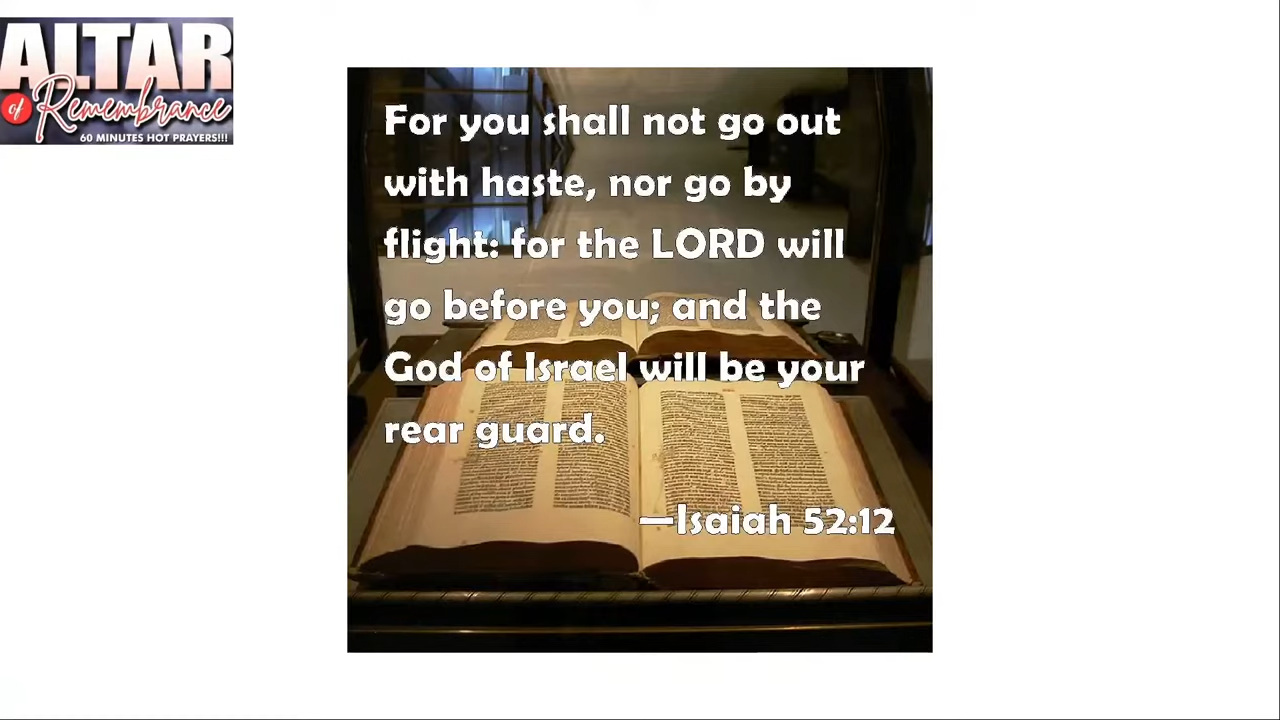 ALTAR
of Remembrance
60 MINUTES HOT PRAYERS!!!
For you shall not go out
with haste, nor go by
flight: for the LORD will
go before you; and the
God of Israel will be your
rear guard.
—Isaiah 52:12